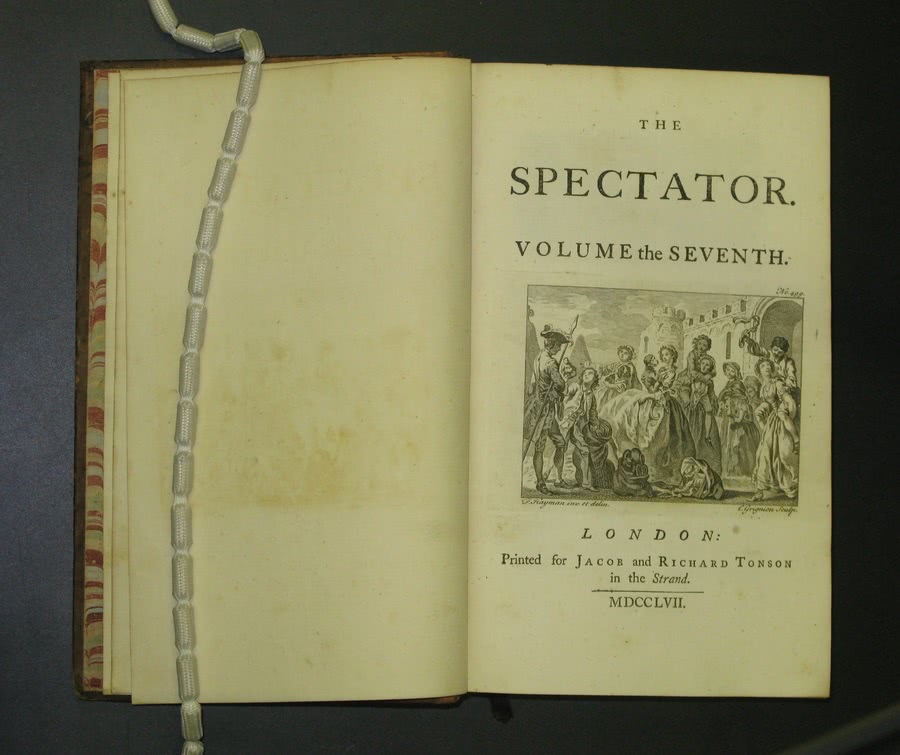 THE
SPECTATOR.
VOLUME the SEVENTH.
No. 499.
F. Hayman inv. et delin.
C. Grignion Sculp.
LONDON:
Printed for JACOB and RICHARD TONSON
in the Strand.
MDCCLVII.